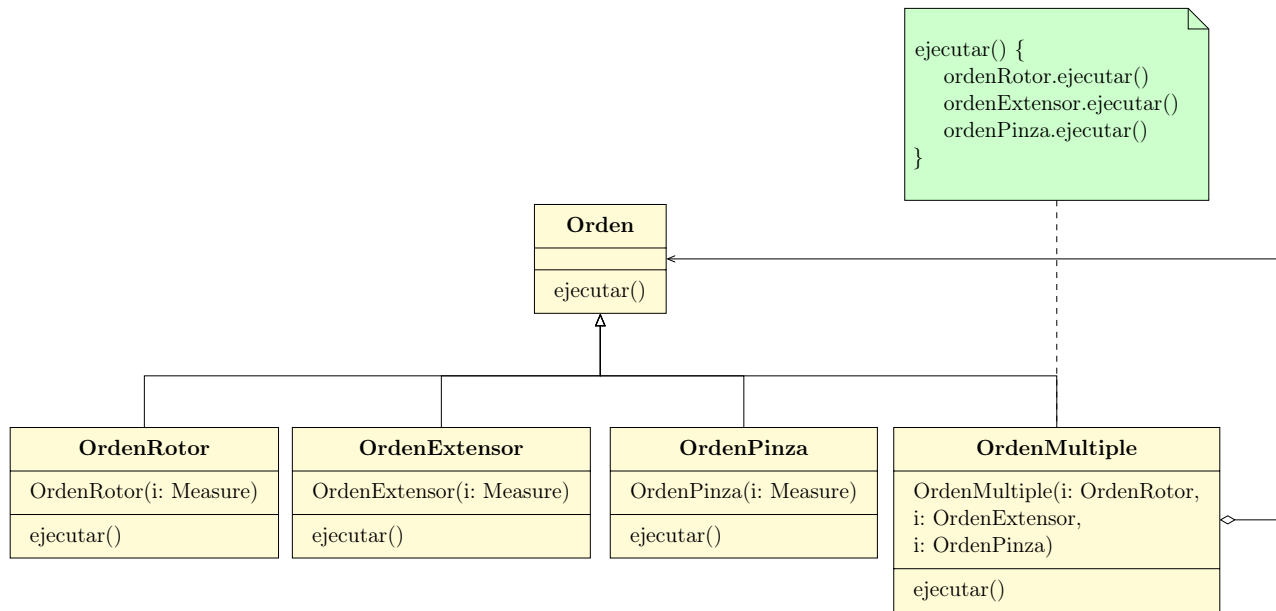 ejecutar() {
ordenRotor.ejecutar()
ordenExtensor.ejecutar()
ordenPinza.ejecutar()
}
Orden
ejecutar()
OrdenRotor
OrdenRotor(i: Measure)
ejecutar()
OrdenExtensor
OrdenExtensor(i: Measure)
ejecutar()
OrdenPinza
OrdenPinza(i: Measure)
ejecutar()
OrdenMultiple
OrdenMultiple(i: OrdenRotor,
i: OrdenExtensor,
i: OrdenPinza)
ejecutar()